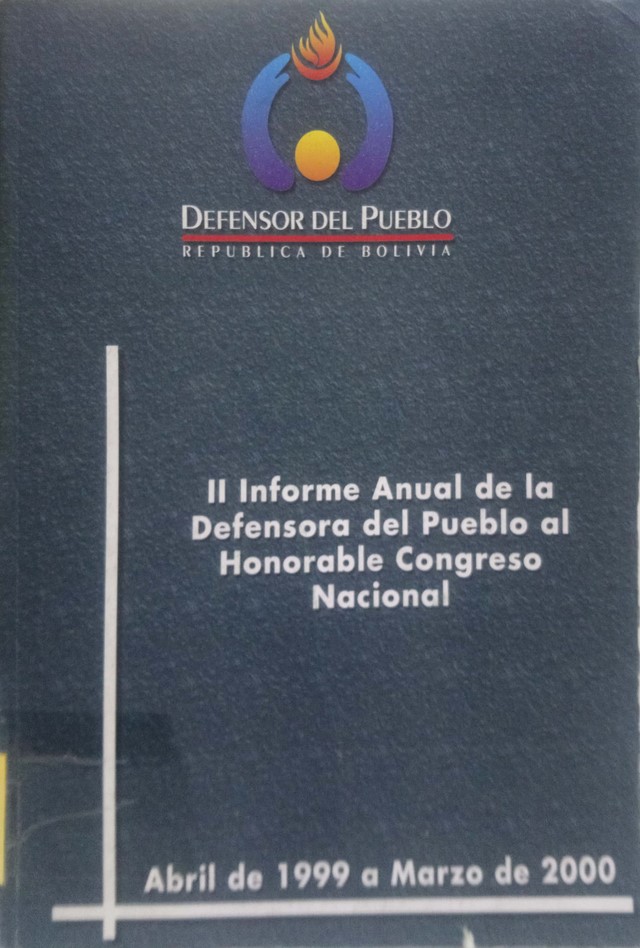 DEFENSOR DEL PUEBLO
REPUBLICA DE BOLIVIA
II Informe Anual de la
Defensora del Pueblo al
Honorable Congreso
Nacional
Abril de 1999 a Marzo de 2000